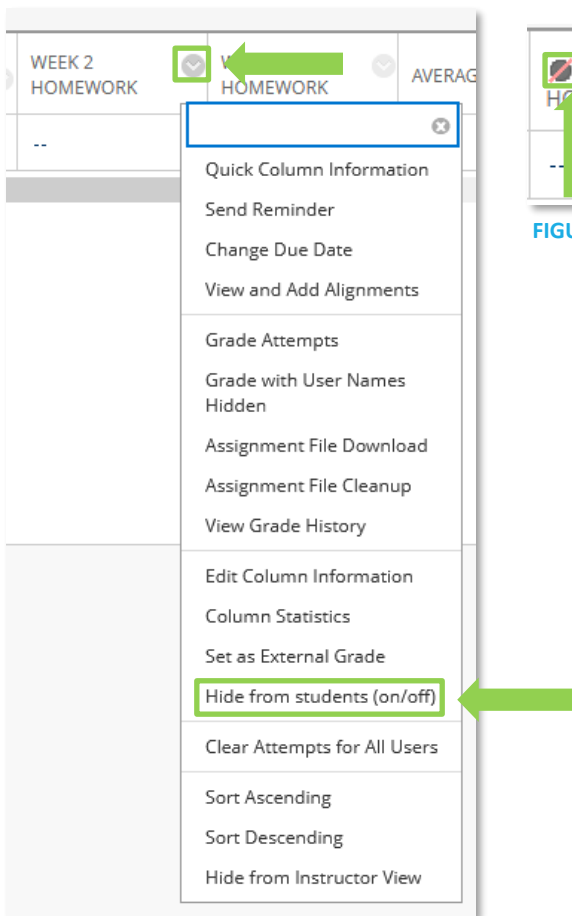 WEEK 2
HOMEWORK
HOMEWORK
AVERAG
--
Quick Column Information
Send Reminder
Change Due Date
View and Add Alignments
Grade Attempts
Grade with User Names
Hidden
Assignment File Download
Assignment File Cleanup
View Grade History
Edit Column Information
Column Statistics
Set as External Grade
Hide from students (on/off)
Clear Attempts for All Users
Sort Ascending
Sort Descending
Hide from Instructor View
--
FIGU